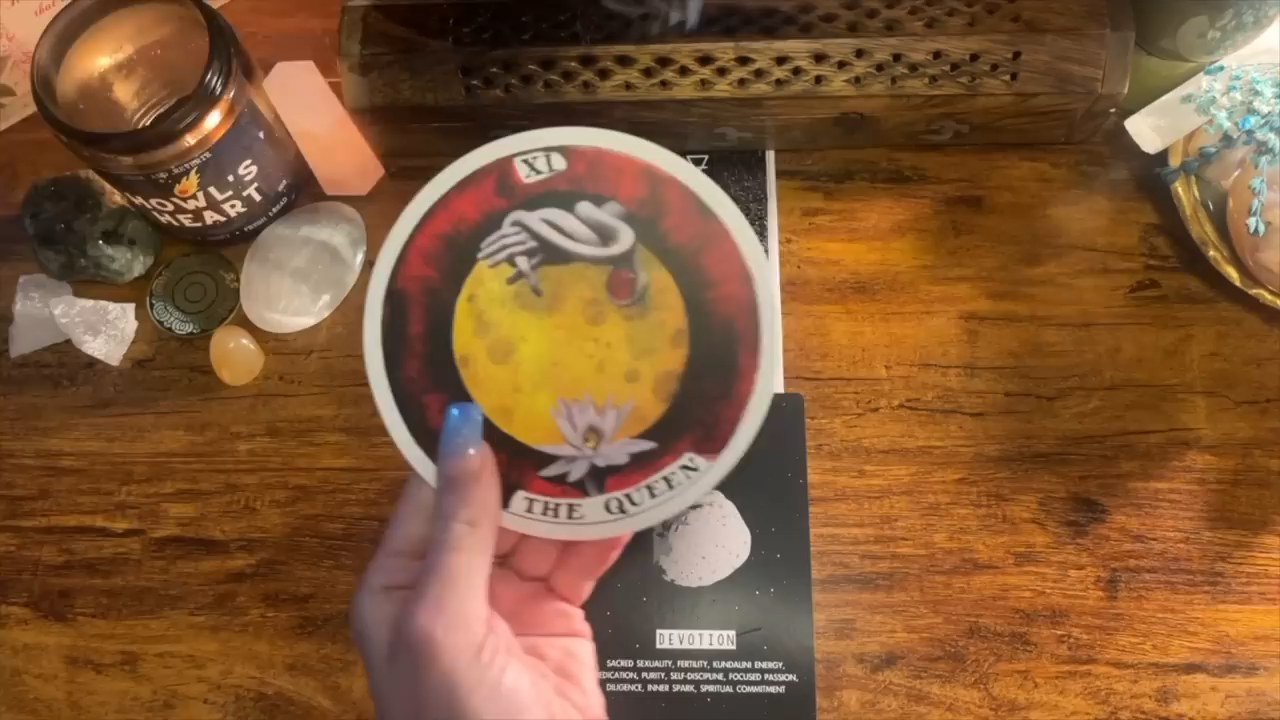 HOWL'S
HEART
XI
THE QUEEN
DEVOTION
SACRED SEXUALITY, FERTILITY, KUNDALINI ENERGY,
EDICATION, PURITY, SELF-DISCIPLINE, FOCUSED PASSION,
DILIGENCE, INNER SPARK, SPIRITUAL COMMITMENT